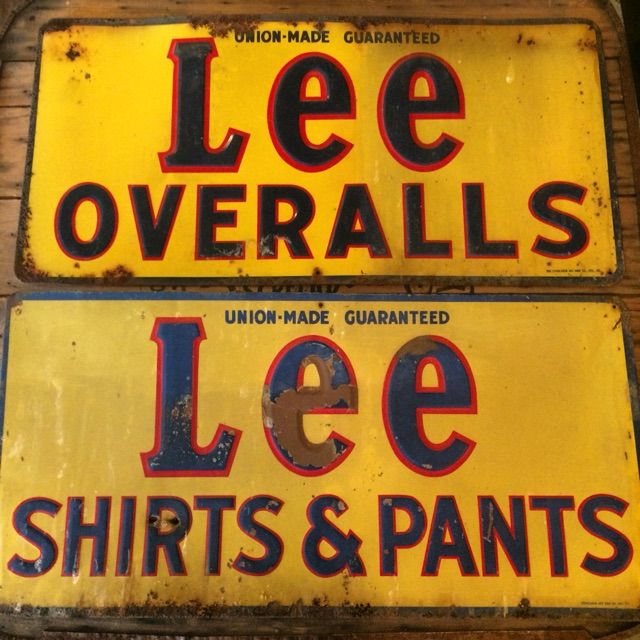 UNION-MADE GUARANTEED
Lee
OVERALLS
UNION-MADE GUARANTEED
Lee
SHIRTS & PANTS